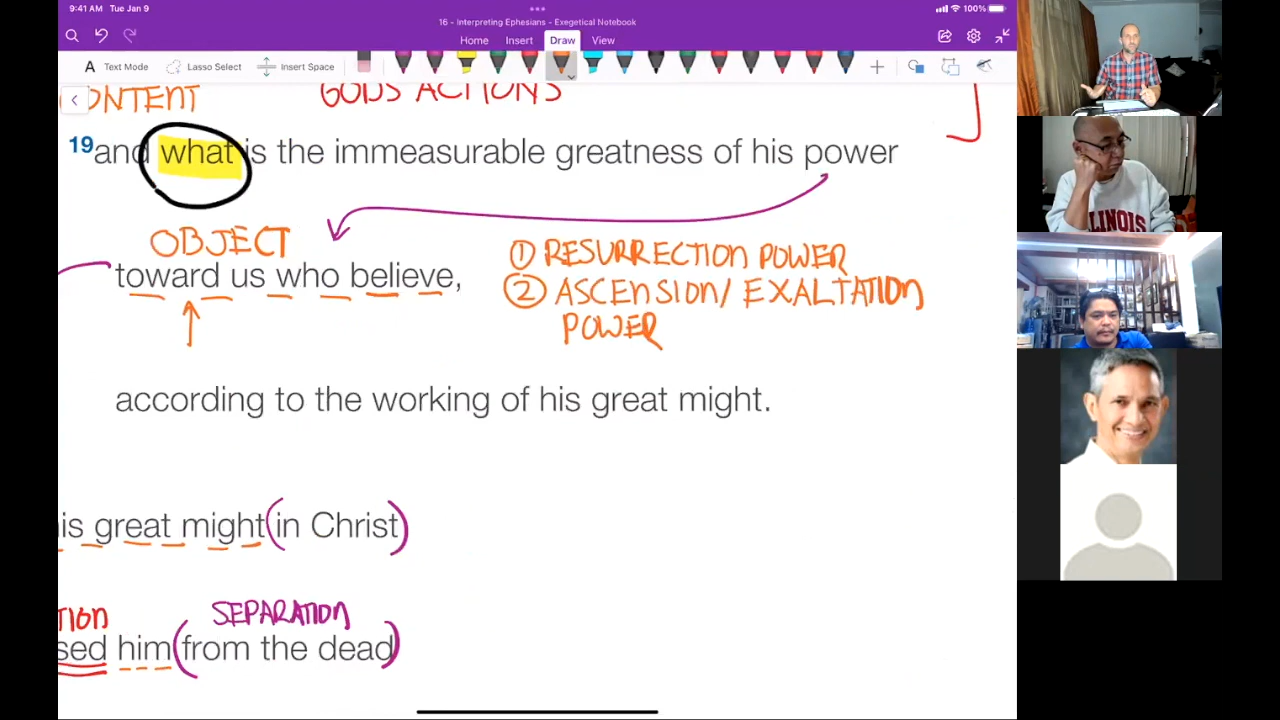 9:41 AM Tue Jan 9
100%
16 - Interpreting Ephesians - Exegetical Notebook
Home Insert Draw View
A Text Mode Lasso Select Insert Space
ONTENT GODS ACTIONS
19 and what is the immeasurable greatness of his power
OBJECT
toward us who believe,
① RESURRECTION POWER
② ASCENSION/ EXALTATION
POWER
according to the working of his great might.
is great might (in Christ)
TION SEPARATION
sed him (from the dead)
ILLINOIS